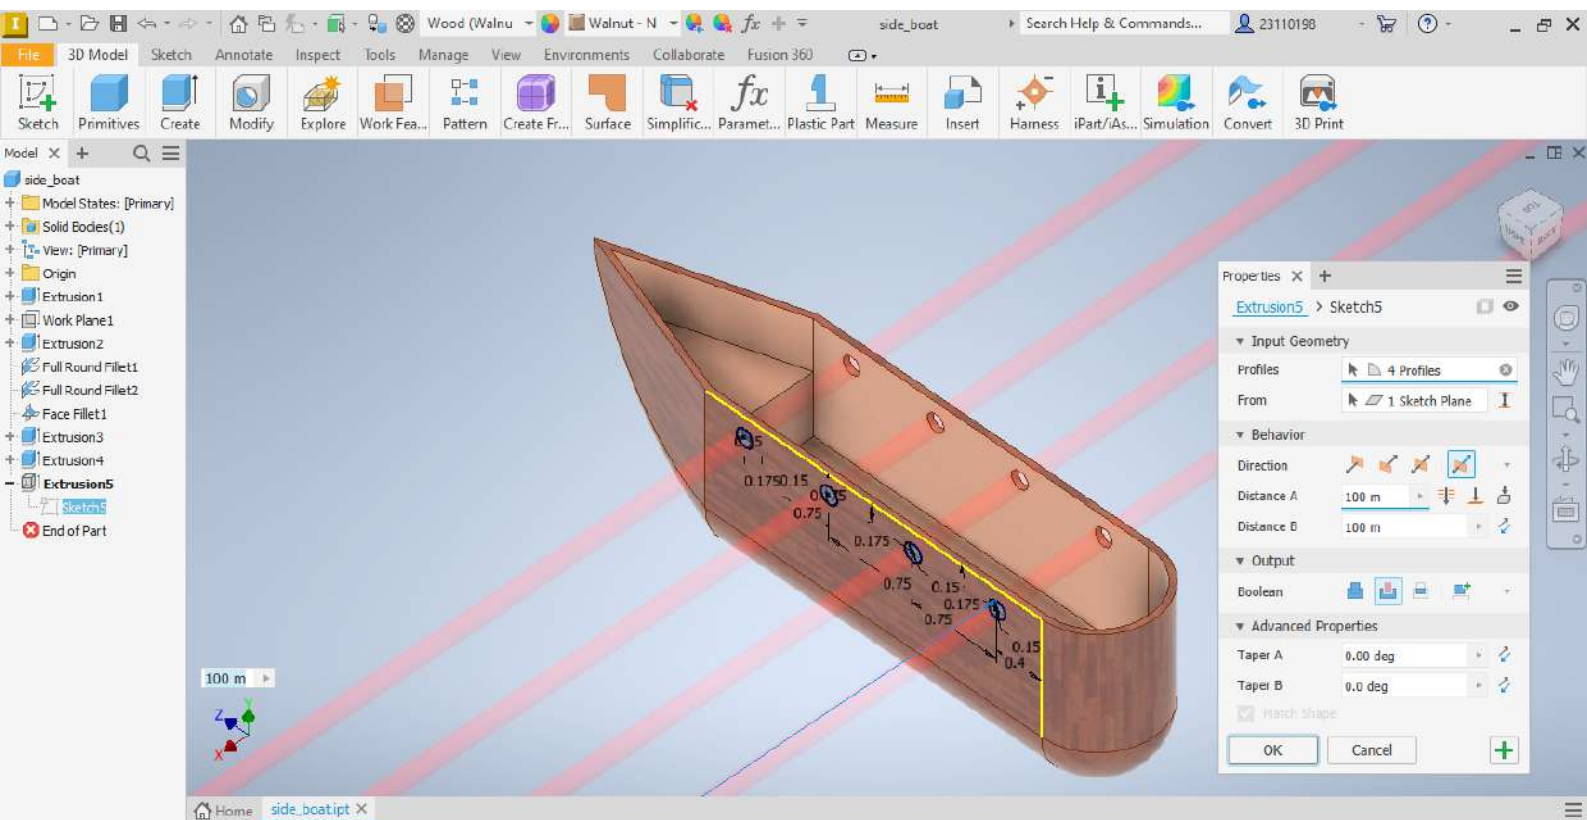 Wood (Walnu
Walnut - N
fx
side_boat
Search Help & Commands...
23110198
File
3D Model
Sketch
Annotate
Inspect
Tools
Manage
View
Environments
Collaborate
Fusion 360
Sketch
Primitives
Create
Modify
Explore
Work Fea...
Pattern
Create Fr...
Surface
Simplific...
Paramet...
Plastic Part
Measure
Insert
Harness
iPart/iAs...
Simulation
Convert
3D Print
Model
side_boat
Model States: [Primary]
Solid Bodies(1)
View: [Primary]
Origin
Extrusion1
Work Plane1
Extrusion2
Full Round Fillet1
Full Round Fillet2
Face Fillet1
Extrusion3
Extrusion4
Extrusion5
Sketch5
End of Part
0.175
0.15
0.75
0.175
0.75
0.15
0.175
0.75
0.15
0.4
100 m
Z
Y
X
Properties
Extrusion5 > Sketch5
Input Geometry
Profiles
4 Profiles
From
1 Sketch Plane
Behavior
Direction
Distance A
100 m
Distance B
100 m
Output
Boolean
Advanced Properties
Taper A
0.00 deg
Taper B
0.0 deg
Match Shape
OK
Cancel
Home
side_boat.ipt